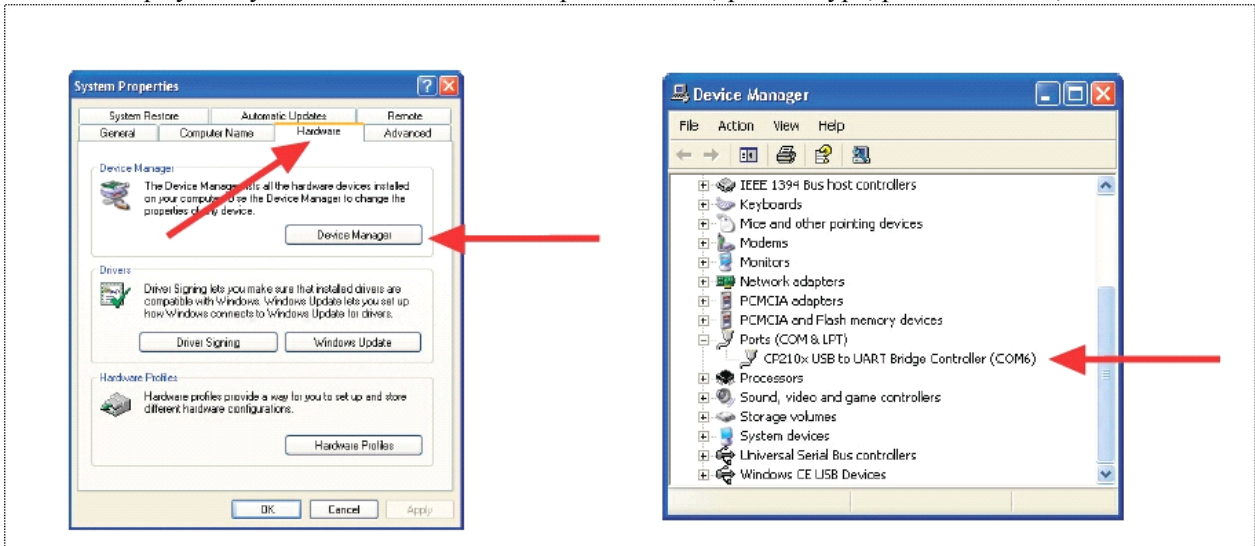 System Properties
System Restore Automatic Updates Remote
General Computer Name Hardware Advanced
Device Manager
The Device Manager lists all the hardware devices installed
on your computer. Use the Device Manager to change the
properties of any device.
Device Manager
Drivers
Driver Signing lets you make sure that installed drivers are
compatible with Windows. Windows Update lets you set up
how Windows connects to Windows Update for drivers.
Driver Signing Windows Update
Hardware Profiles
Hardware profiles provide a way for you to set up and store
different hardware configurations.
Hardware Profiles
OK Cancel Apply
Device Manager
File Action View Help
IEEE 1394 Bus host controllers
Keyboards
Mice and other pointing devices
Modems
Monitors
Network adapters
PCMCIA adapters
PCMCIA and Flash memory devices
Ports (COM & LPT)
CP210x USB to UART Bridge Controller (COM6)
Processors
Sound, video and game controllers
Storage volumes
System devices
Universal Serial Bus controllers
Windows CE USB Devices